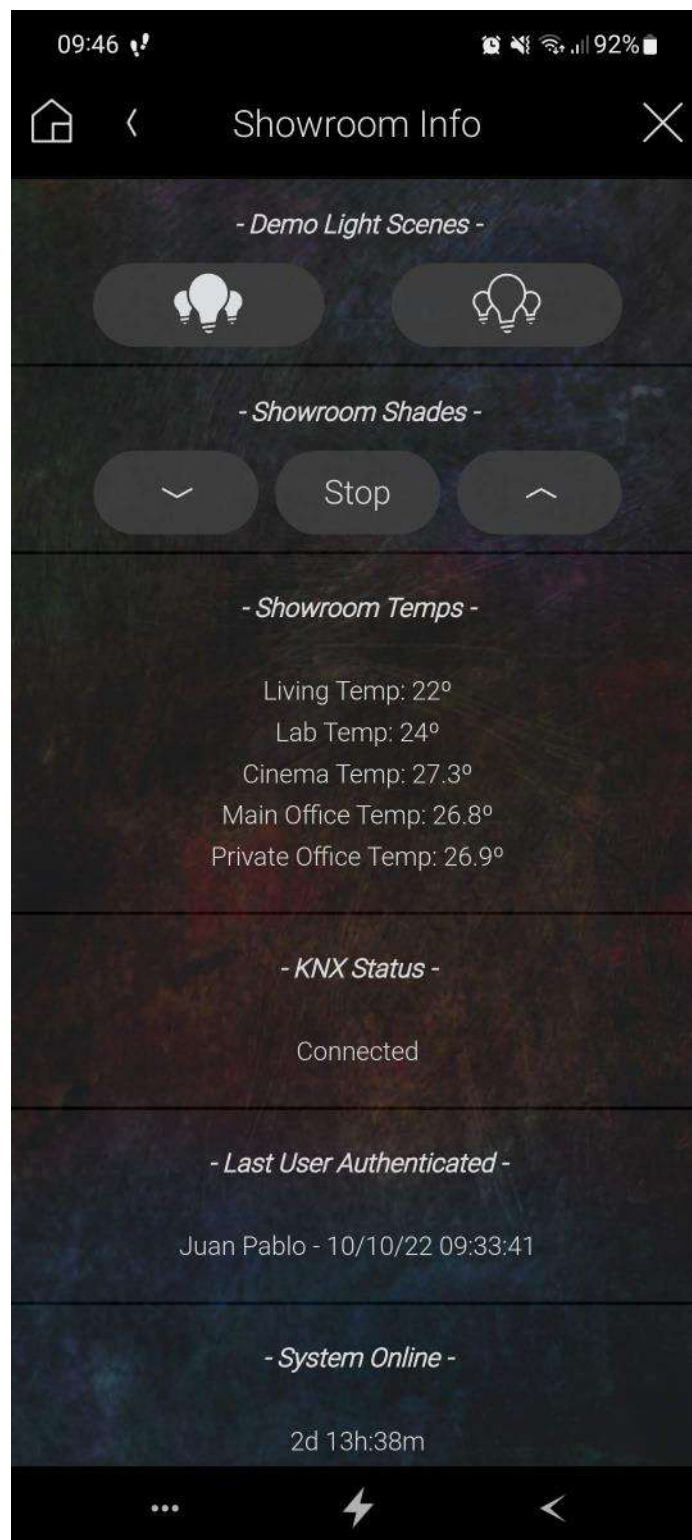 09:46 92%
Showroom Info
- Demo Light Scenes -
- Showroom Shades -
Stop
- Showroom Temps -
Living Temp: 22º
Lab Temp: 24º
Cinema Temp: 27.3º
Main Office Temp: 26.8º
Private Office Temp: 26.9º
- KNX Status -
Connected
- Last User Authenticated -
Juan Pablo - 10/10/22 09:33:41
- System Online -
2d 13h:38m